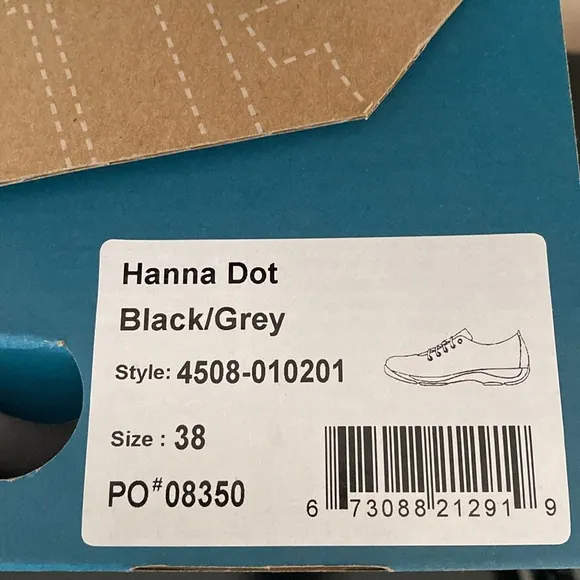 Hanna Dot
Black/Grey
Style: 4508-010201
Size : 38
PO#08350
6 73088 21291 9